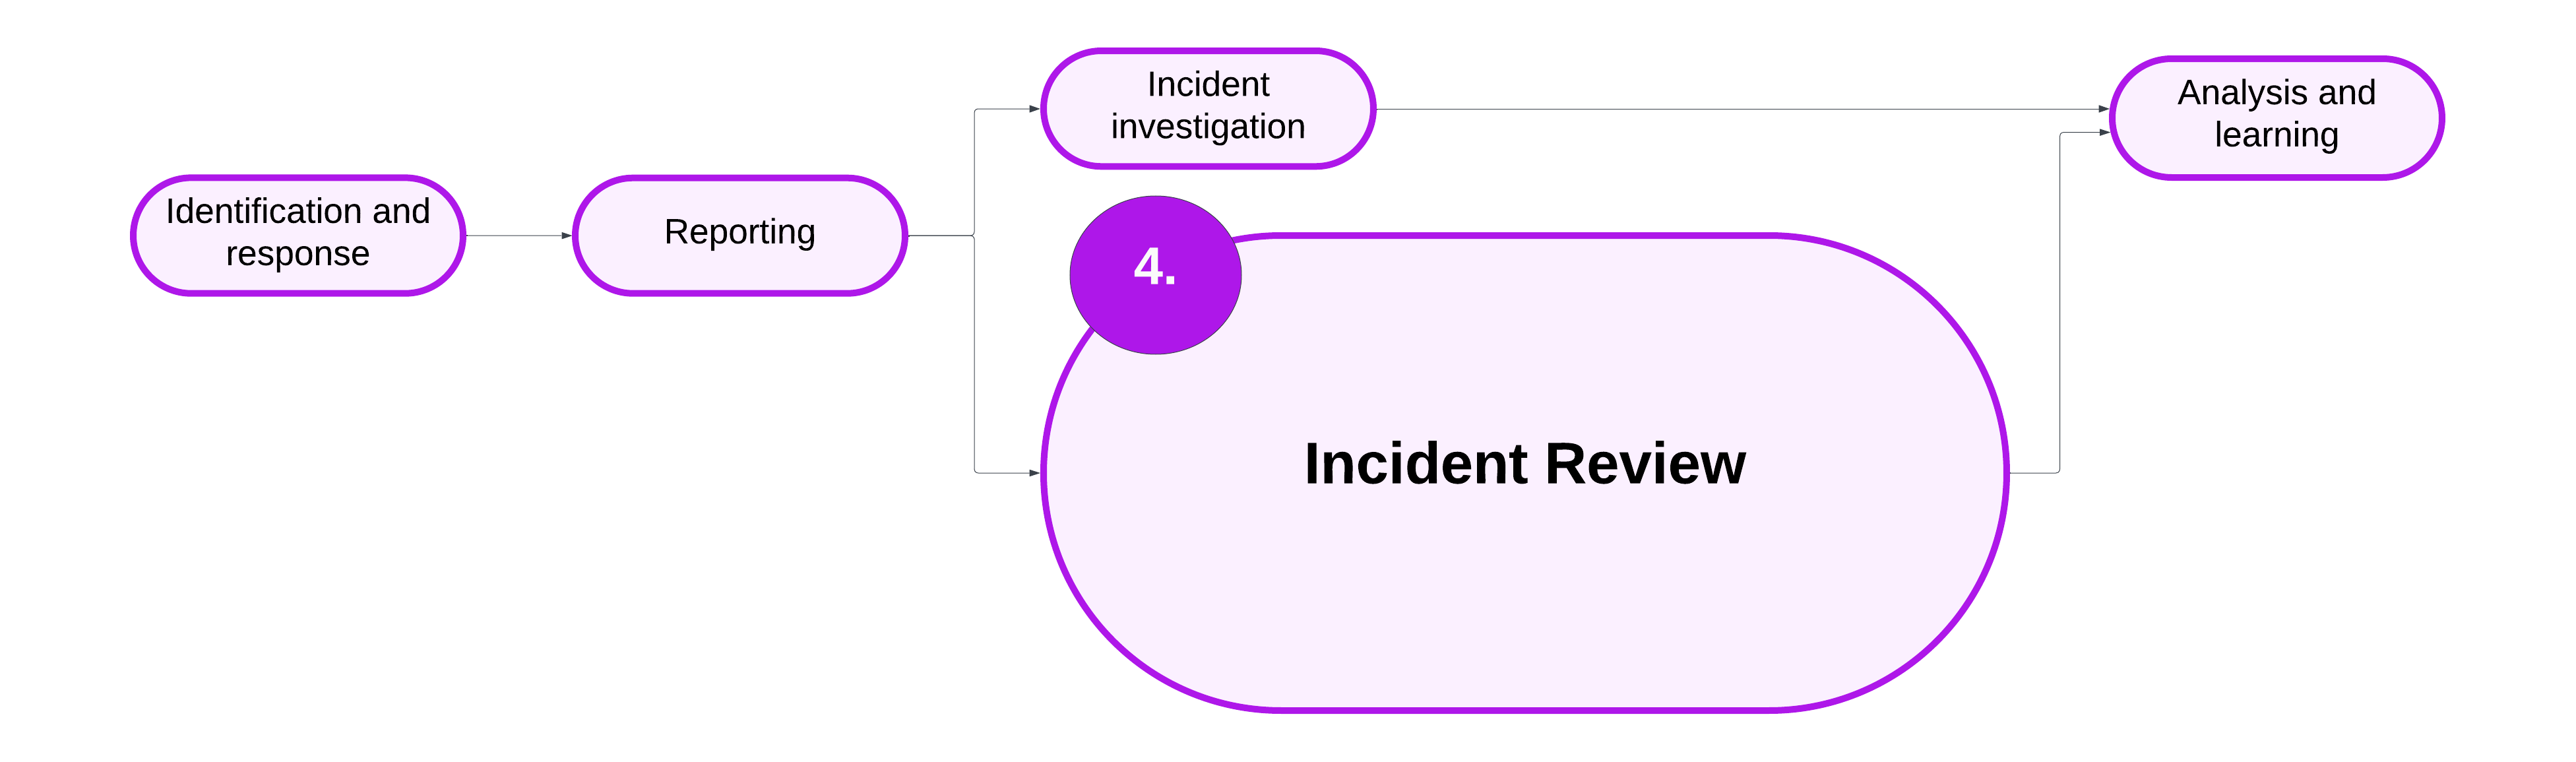 Identification and
response
Reporting
Incident
investigation
4.
Incident Review
Analysis and
learning